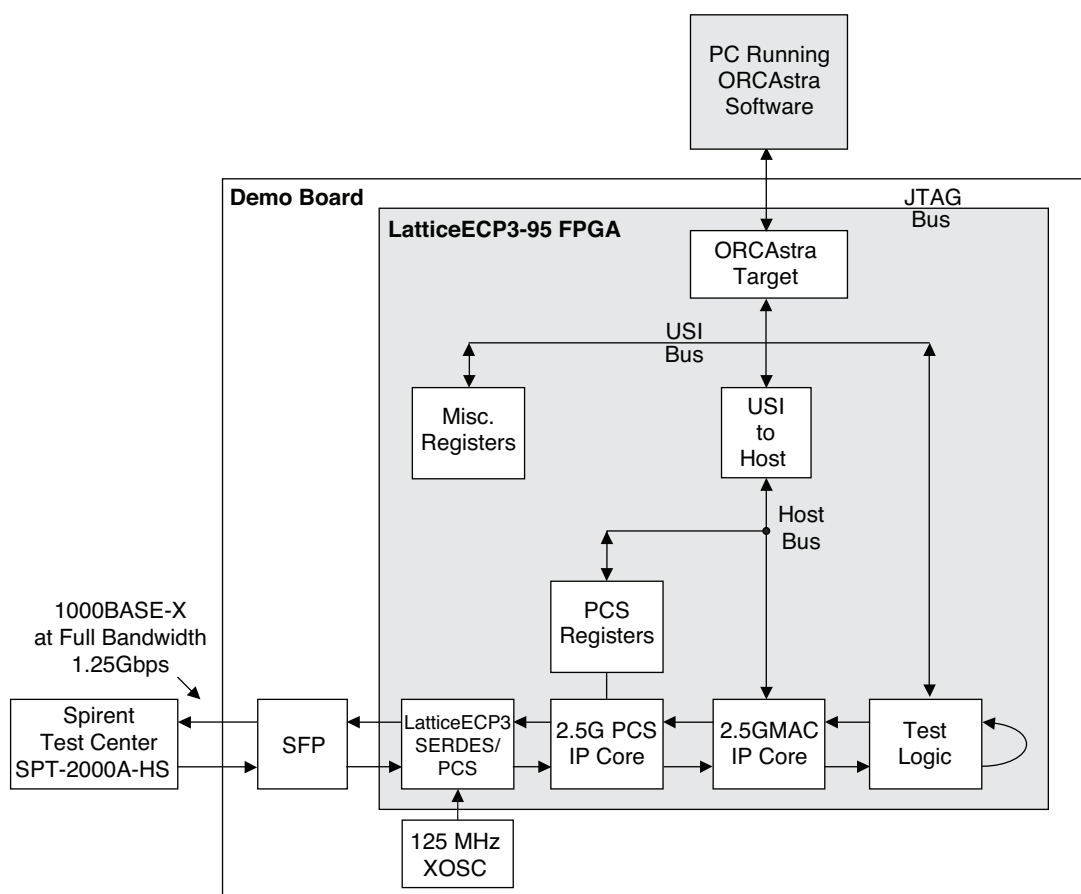 PC Running
ORCAstra
Software
Demo Board
JTAG
Bus
LatticeECP3-95 FPGA
ORCAstra
Target
USI
Bus
Misc.
Registers
USI
to
Host
Host
Bus
PCS
Registers
1000BASE-X
at Full Bandwidth
1.25Gbps
Spirent
Test Center
SPT-2000A-HS
SFP
LatticeECP3
SERDES/
PCS
2.5G PCS
IP Core
2.5GMAC
IP Core
Test
Logic
125 MHz
XOSC